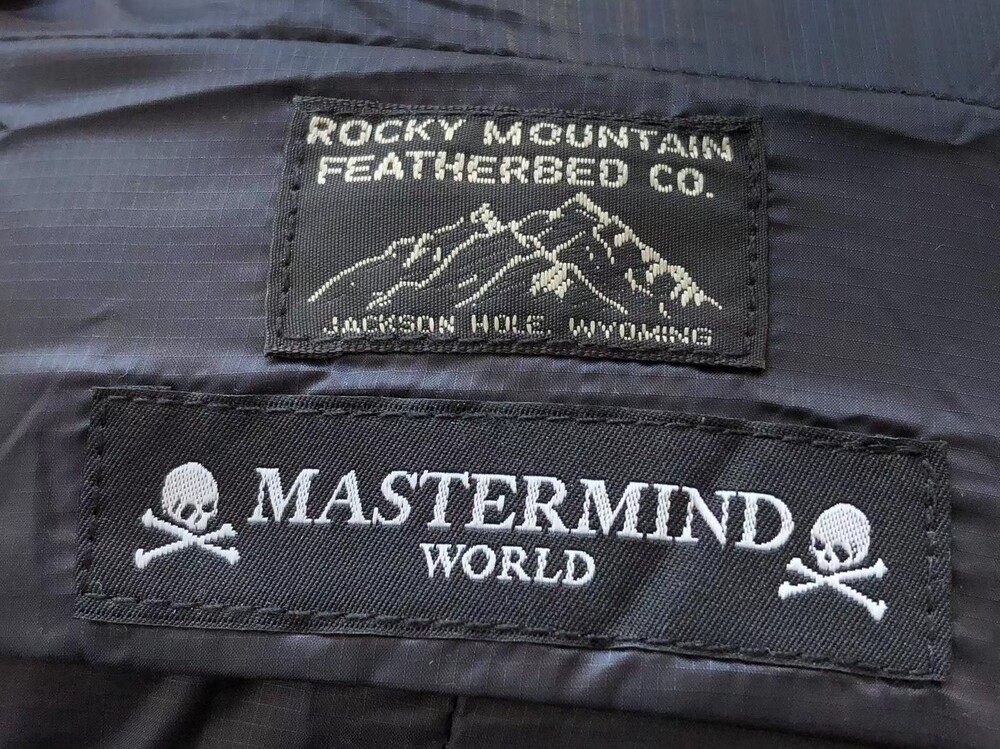 ROCKY MOUNTAIN
FEATHERBED CO.
JACKSON HOLE, WYOMING
MASTERMIND
WORLD